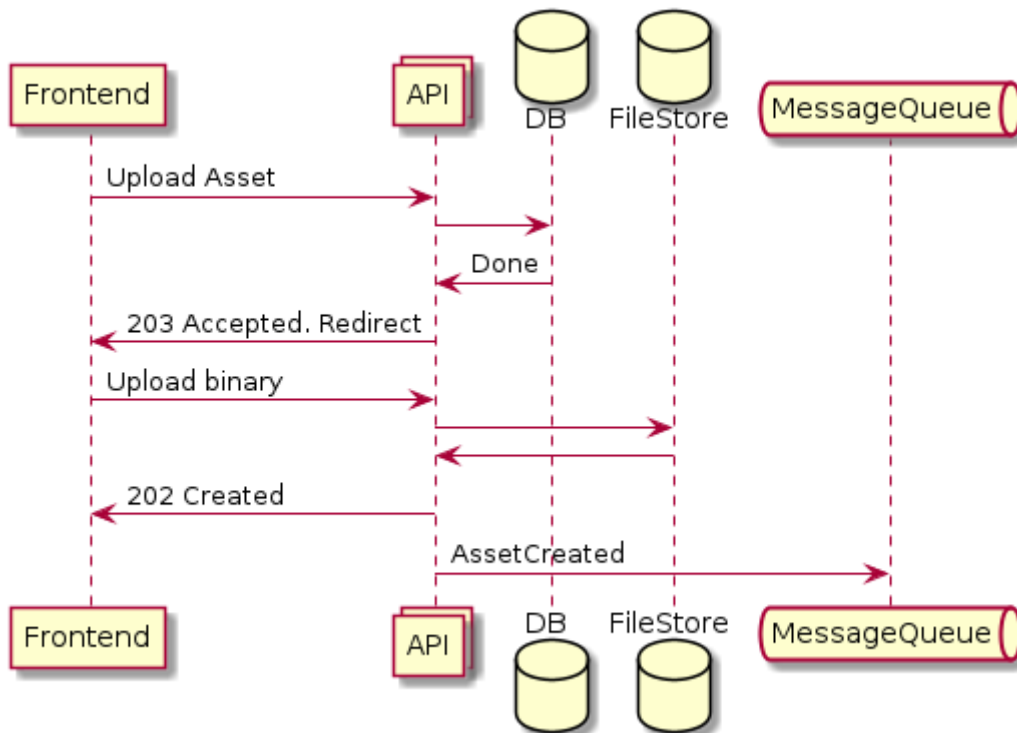 Frontend
API
DB
FileStore
MessageQueue
Upload Asset
Done
203 Accepted. Redirect
Upload binary
202 Created
AssetCreated
Frontend
API
DB
FileStore
MessageQueue